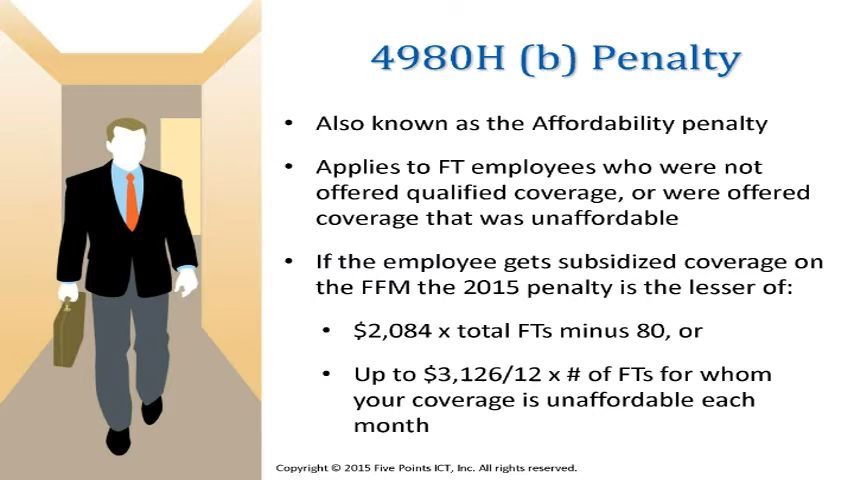 4980H (b) Penalty
• Also known as the Affordability penalty
• Applies to FT employees who were not
offered qualified coverage, or were offered
coverage that was unaffordable
• If the employee gets subsidized coverage on
the FFM the 2015 penalty is the lesser of:
• $2,084 x total FTs minus 80, or
• Up to $3,126/12 x # of FTs for whom
your coverage is unaffordable each
month
Copyright © 2015 Five Points ICT, Inc. All rights reserved.